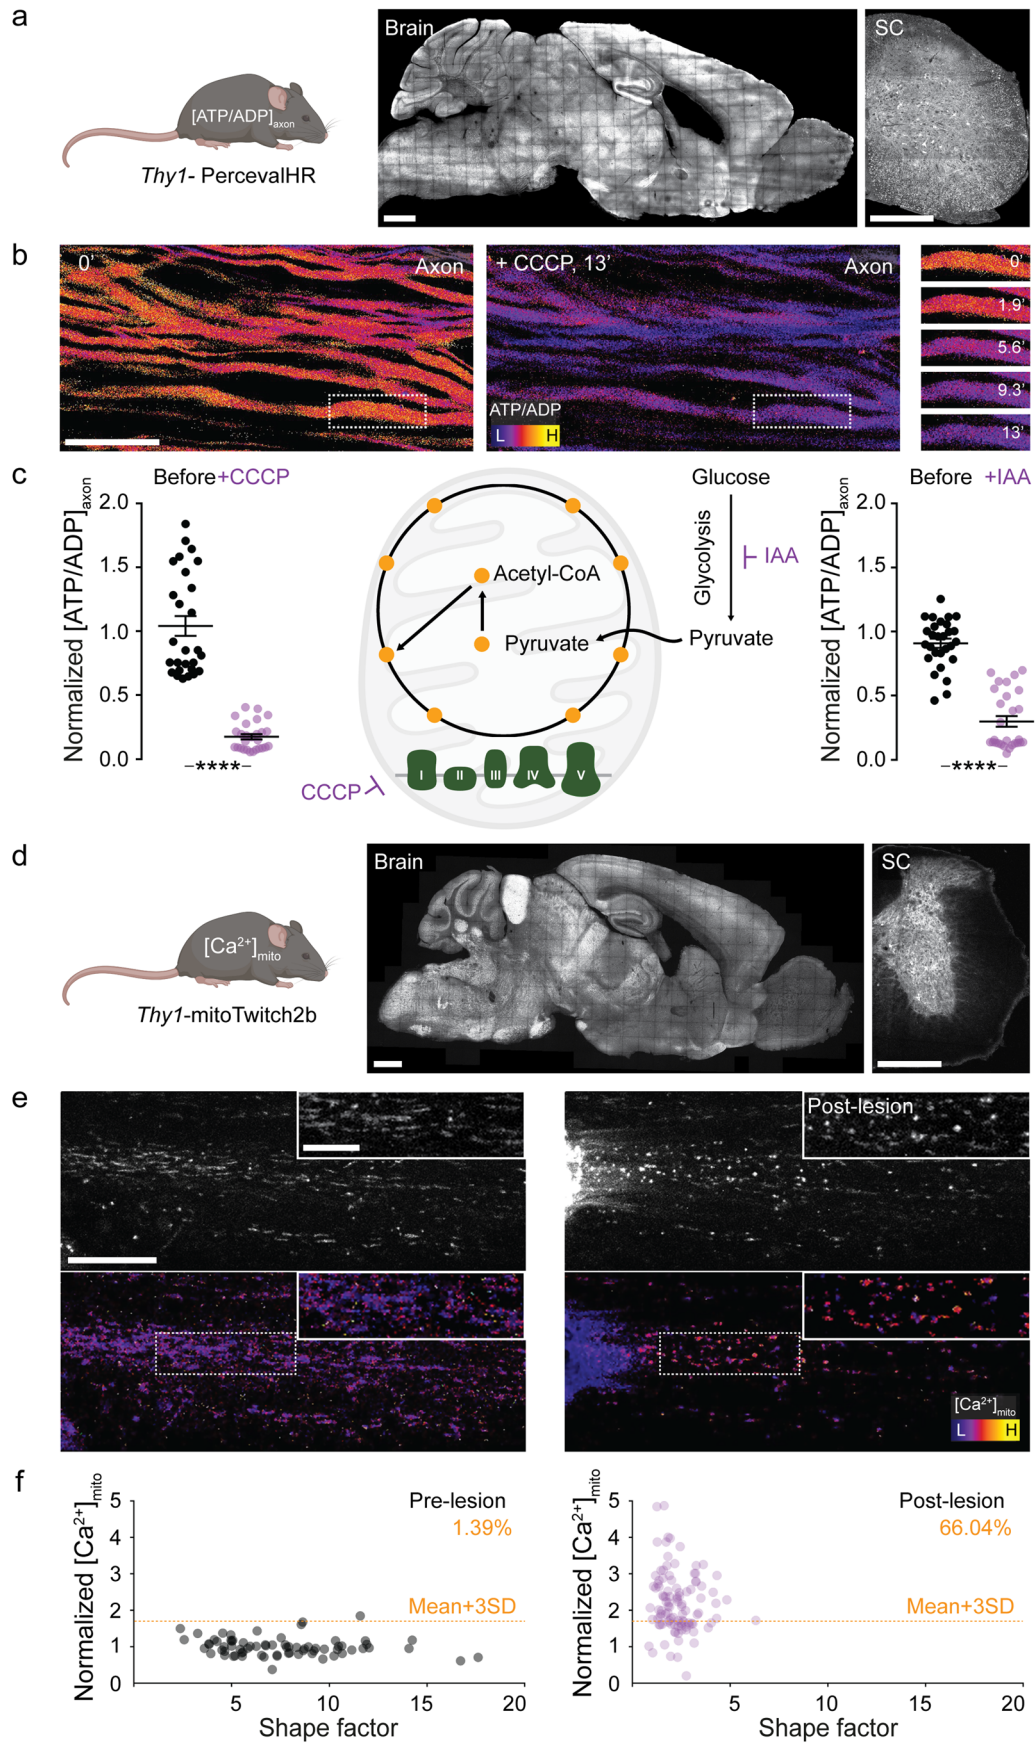 a
[ATP/ADP]axon
Thy1- PercevalHR
Brain
SC
b
0’
Axon
+ CCCP, 13’
Axon
ATP/ADP
L H
0’
1.9’
5.6’
9.3’
13’
c
Before +CCCP
Normalized [ATP/ADP]axon
2.0
1.5
1.0
0.5
0.0
–****–
Acetyl-CoA
Pyruvate
Glucose
Glycolysis
IAA
Pyruvate
I II III IV V
CCCP
Before +IAA
Normalized [ATP/ADP]axon
2.0
1.5
1.0
0.5
0.0
–****–
d
[Ca2+]mito
Thy1-mitoTwitch2b
Brain
SC
e
Post-lesion
[Ca2+]mito
L H
f
Normalized [Ca2+]mito
5
4
3
2
1
0
Pre-lesion
1.39%
Mean+3SD
5 10 15 20
Shape factor
Normalized [Ca2+]mito
5
4
3
2
1
0
Post-lesion
66.04%
Mean+3SD
5 10 15 20
Shape factor